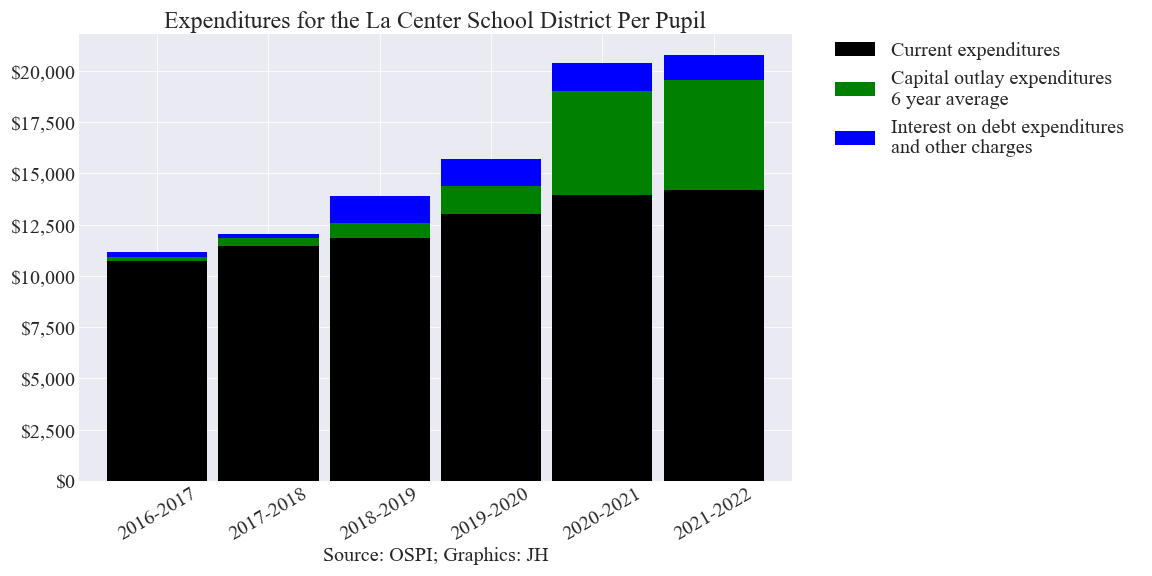 Expenditures for the La Center School District Per Pupil
$20,000
$17,500
$15,000
$12,500
$10,000
$7,500
$5,000
$2,500
$0
2016-2017
2017-2018
2018-2019
2019-2020
2020-2021
2021-2022
Source: OSPI; Graphics: JH
Current expenditures
Capital outlay expenditures
6 year average
Interest on debt expenditures
and other charges